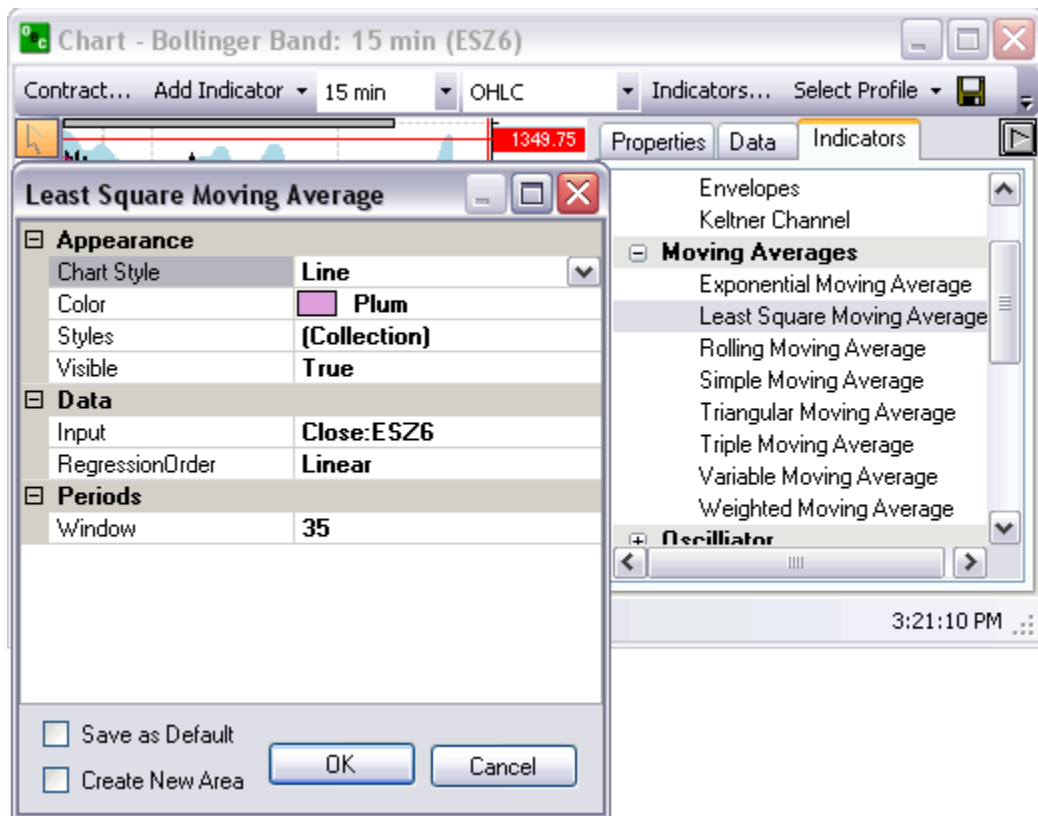 Oec Chart - Bollinger Band: 15 min (ESZ6)
Contract... Add Indicator 15 min OHLC Indicators... Select Profile
1349.75
Properties Data Indicators
Envelopes
Keltner Channel
Moving Averages
Exponential Moving Average
Least Square Moving Average
Rolling Moving Average
Simple Moving Average
Triangular Moving Average
Triple Moving Average
Variable Moving Average
Weighted Moving Average
Oscilliator
3:21:10 PM
Least Square Moving Average
Appearance
Chart Style Line
Color Plum
Styles (Collection)
Visible True
Data
Input Close:ESZ6
RegressionOrder Linear
Periods
Window 35
Save as Default
Create New Area
OK Cancel